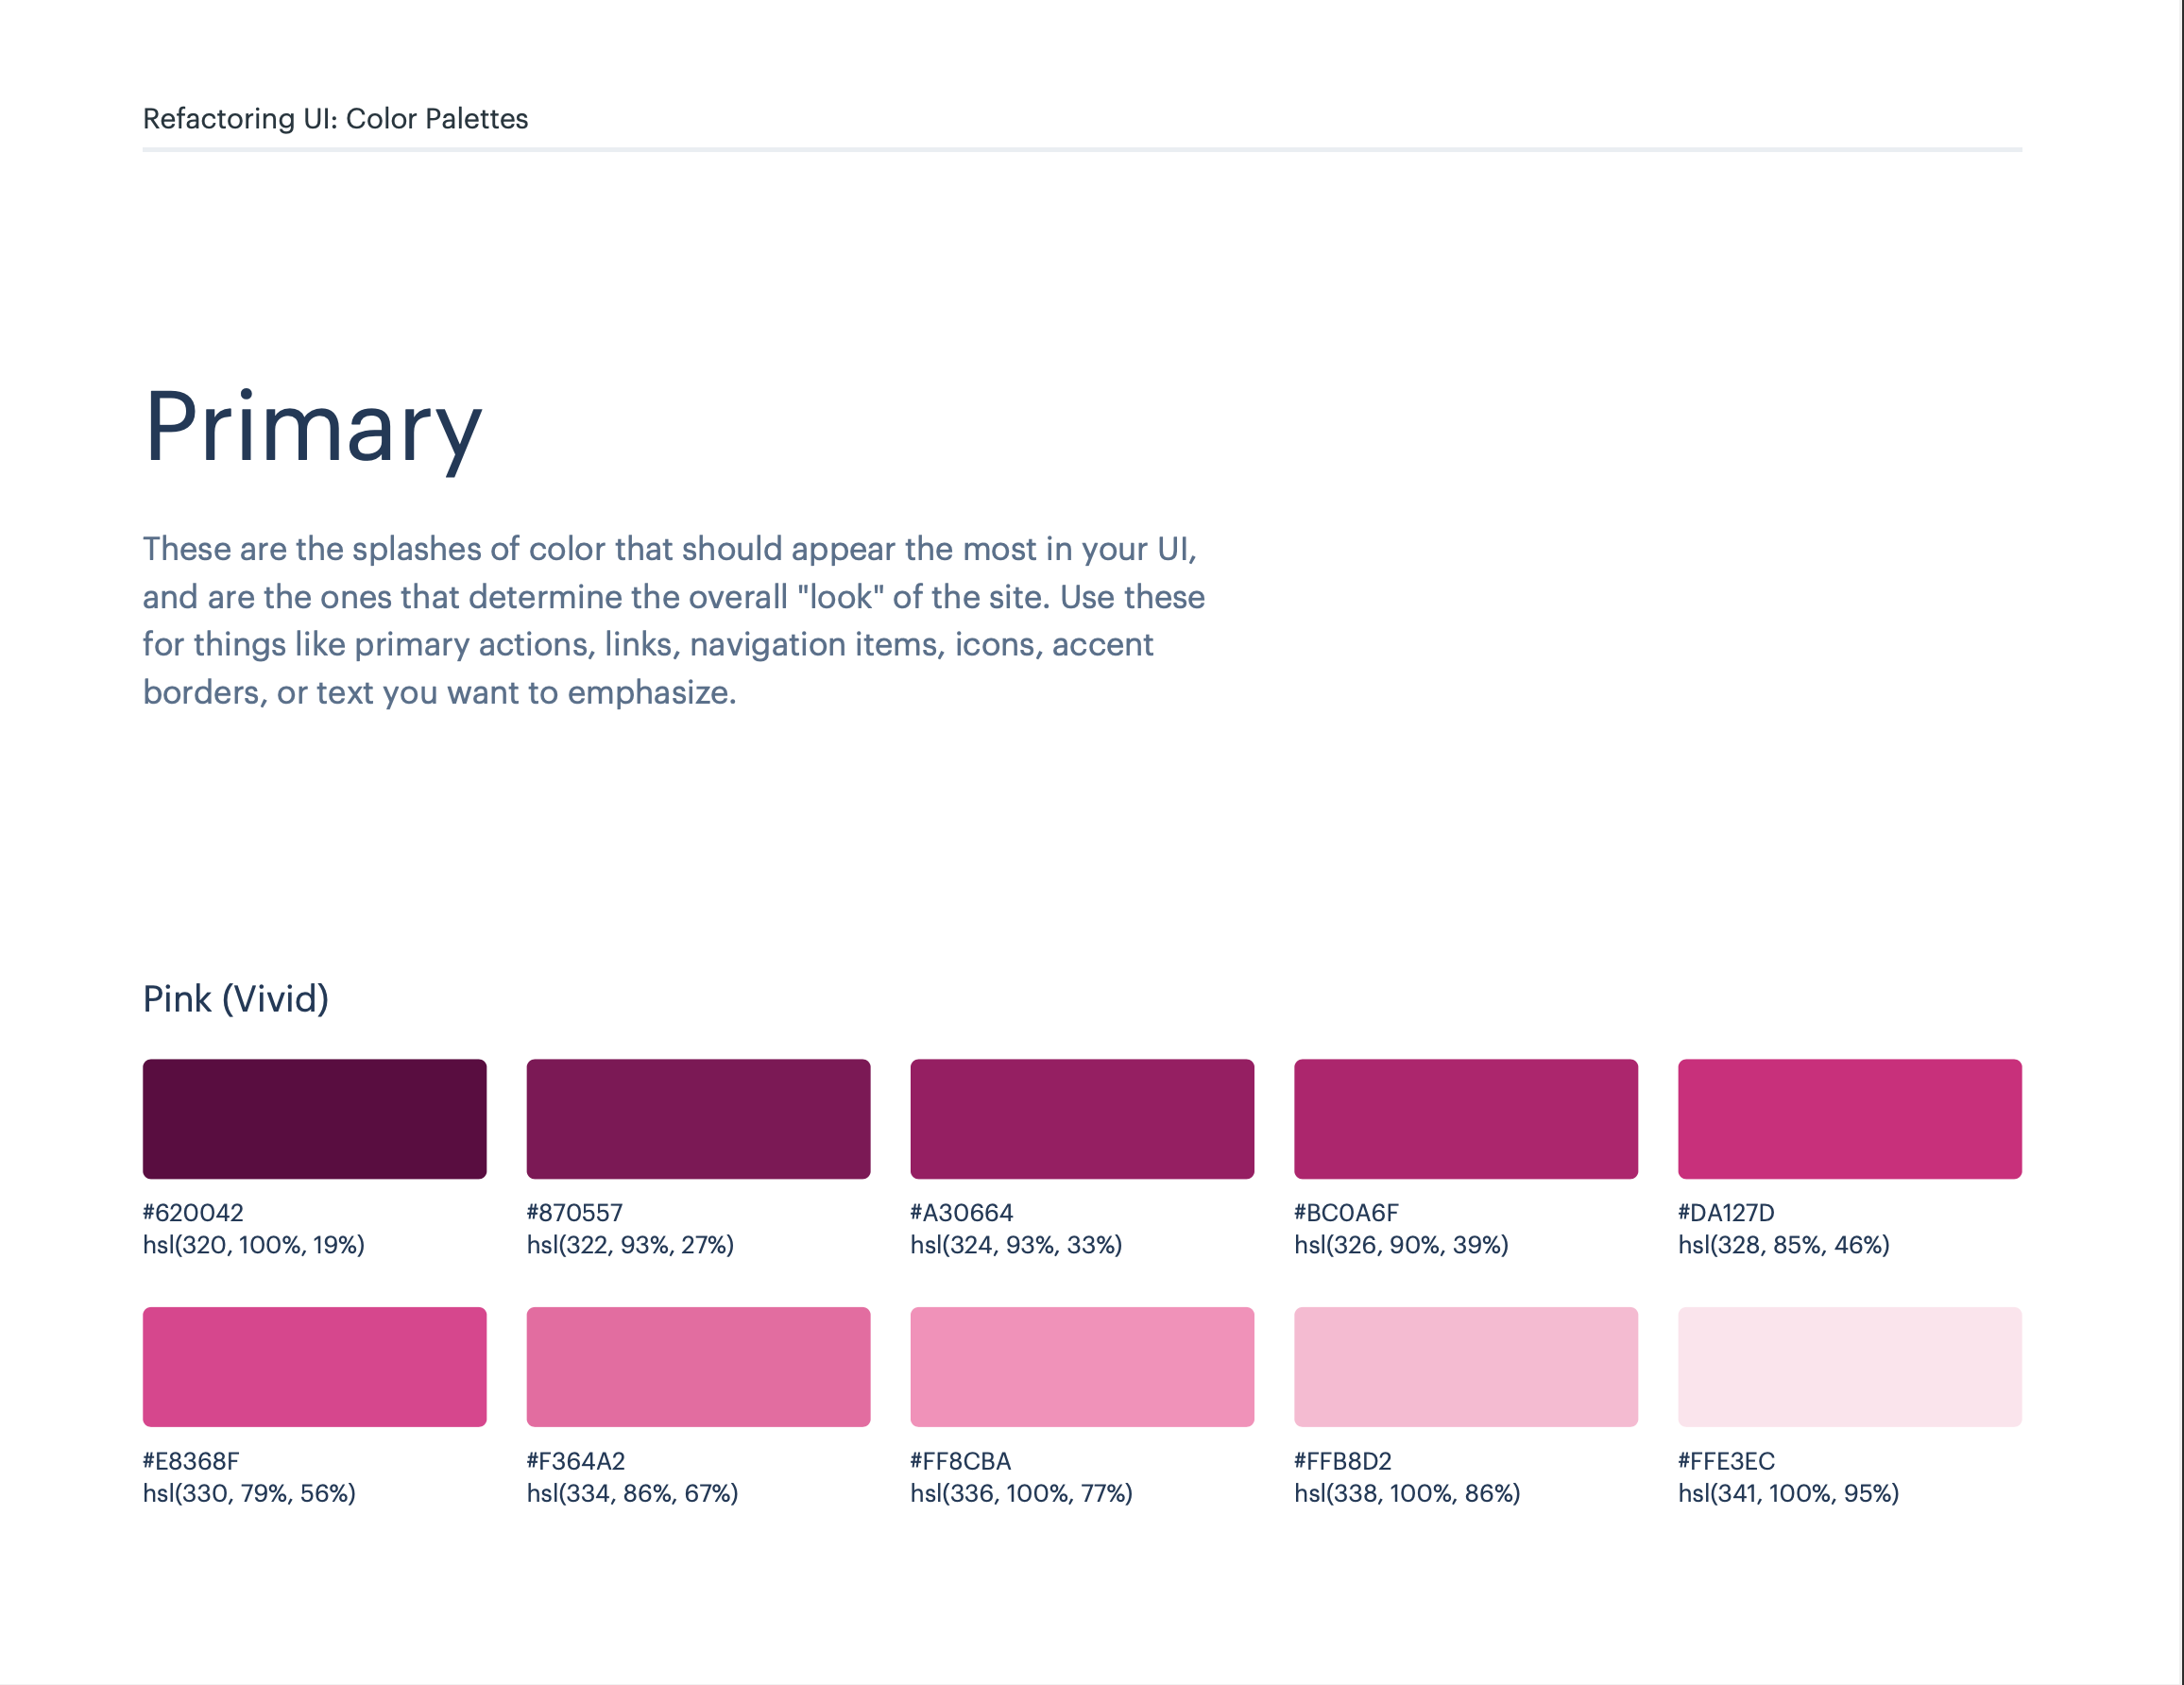 Refactoring UI: Color Palettes
Primary
These are the splashes of color that should appear the most in your UI,
and are the ones that determine the overall "look" of the site. Use these
for things like primary actions, links, navigation items, icons, accent
borders, or text you want to emphasize.
Pink (Vivid)
#620042
hsl(320, 100%, 19%)
#870557
hsl(322, 93%, 27%)
#A30664
hsl(324, 93%, 33%)
#BC0A6F
hsl(326, 90%, 39%)
#DA127D
hsl(328, 85%, 46%)
#E8368F
hsl(330, 79%, 56%)
#F364A2
hsl(334, 86%, 67%)
#FF8CBA
hsl(336, 100%, 77%)
#FFB8D2
hsl(338, 100%, 86%)
#FFE3EC
hsl(341, 100%, 95%)